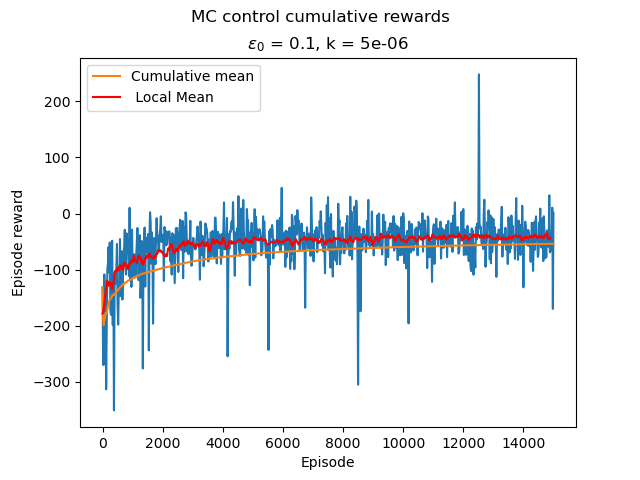 MC control cumulative rewards
ε₀ = 0.1, k = 5e-06
Cumulative mean
Local Mean
Episode reward
200
100
0
−100
−200
−300
0 2000 4000 6000 8000 10000 12000 14000
Episode